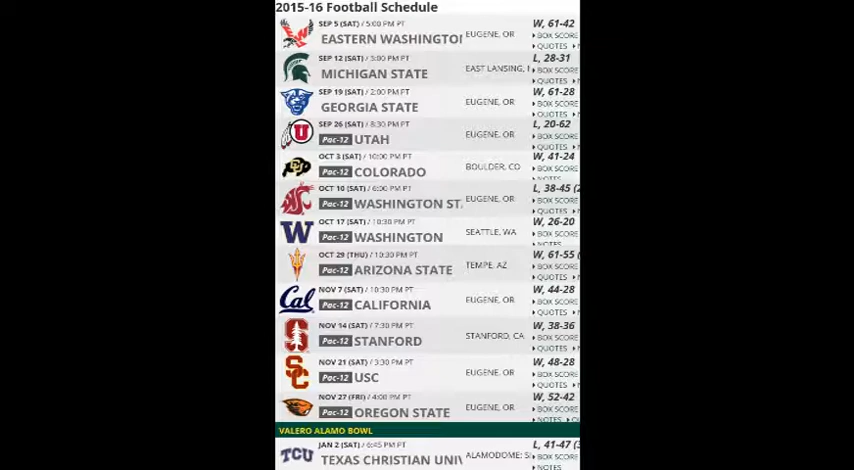 2015-16 Football Schedule
SEP 5 (SAT) / 5:00 PM PT
EASTERN WASHINGTO
EUGENE, OR
W, 61-42
BOX SCORE
QUOTES
SEP 12 (SAT) / 5:00 PM PT
MICHIGAN STATE
EAST LANSING,
L, 28-31
BOX SCORE
QUOTES
SEP 19 (SAT) / 2:00 PM PT
GEORGIA STATE
EUGENE, OR
W, 61-28
BOX SCORE
QUOTES
SEP 26 (SAT) / 8:30 PM PT
Pac-12 UTAH
EUGENE, OR
L, 20-62
BOX SCORE
QUOTES
OCT 3 (SAT) / 10:00 PM PT
Pac-12 COLORADO
BOULDER, CO
W, 41-24
BOX SCORE
NOTES
OCT 10 (SAT) / 6:00 PM PT
Pac-12 WASHINGTON ST.
EUGENE, OR
L, 38-45 (2
BOX SCORE
QUOTES
OCT 17 (SAT) / 10:30 PM PT
W
Pac-12 WASHINGTON
SEATTLE, WA
W, 26-20
BOX SCORE
NOTES
OCT 29 (THU) / 10:30 PM PT
Pac-12 ARIZONA STATE
TEMPE, AZ
W, 61-55 (
BOX SCORE
QUOTES
NOV 7 (SAT) / 10:30 PM PT
Cal
Pac-12 CALIFORNIA
EUGENE, OR
W, 44-28
BOX SCORE
QUOTES
NOV 14 (SAT) / 7:30 PM PT
Pac-12 STANFORD
STANFORD, CA
W, 38-36
BOX SCORE
QUOTES
NOV 21 (SAT) / 3:30 PM PT
SC
Pac-12 USC
EUGENE, OR
W, 48-28
BOX SCORE
QUOTES
NOV 27 (FRI) / 4:00 PM PT
Pac-12 OREGON STATE
EUGENE, OR
W, 52-42
BOX SCORE
NOTES
VALERO ALAMO BOWL
JAN 2 (SAT) / 6:45 PM PT
TCU
TEXAS CHRISTIAN UNIV
ALAMODOME; S
L, 41-47 (3
BOX SCORE
NOTES